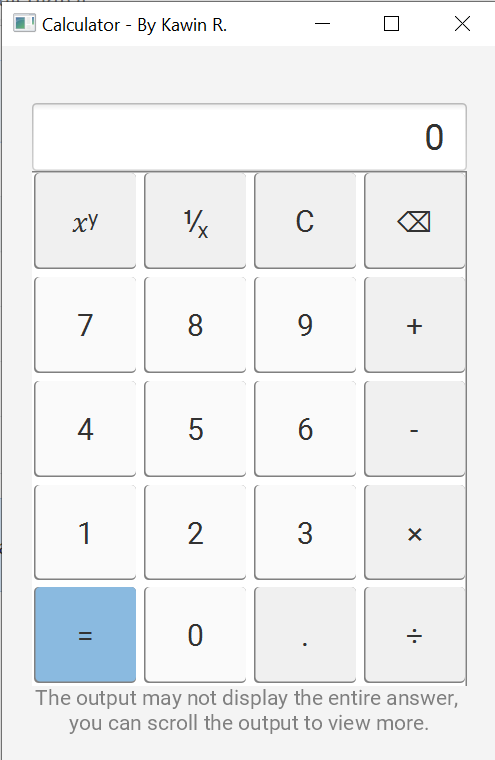 Calculator - By Kawin R.
0
xʸ ¹⁄ₓ C ⌫
7 8 9 +
4 5 6 -
1 2 3 ×
= 0 . ÷
The output may not display the entire answer,
you can scroll the output to view more.